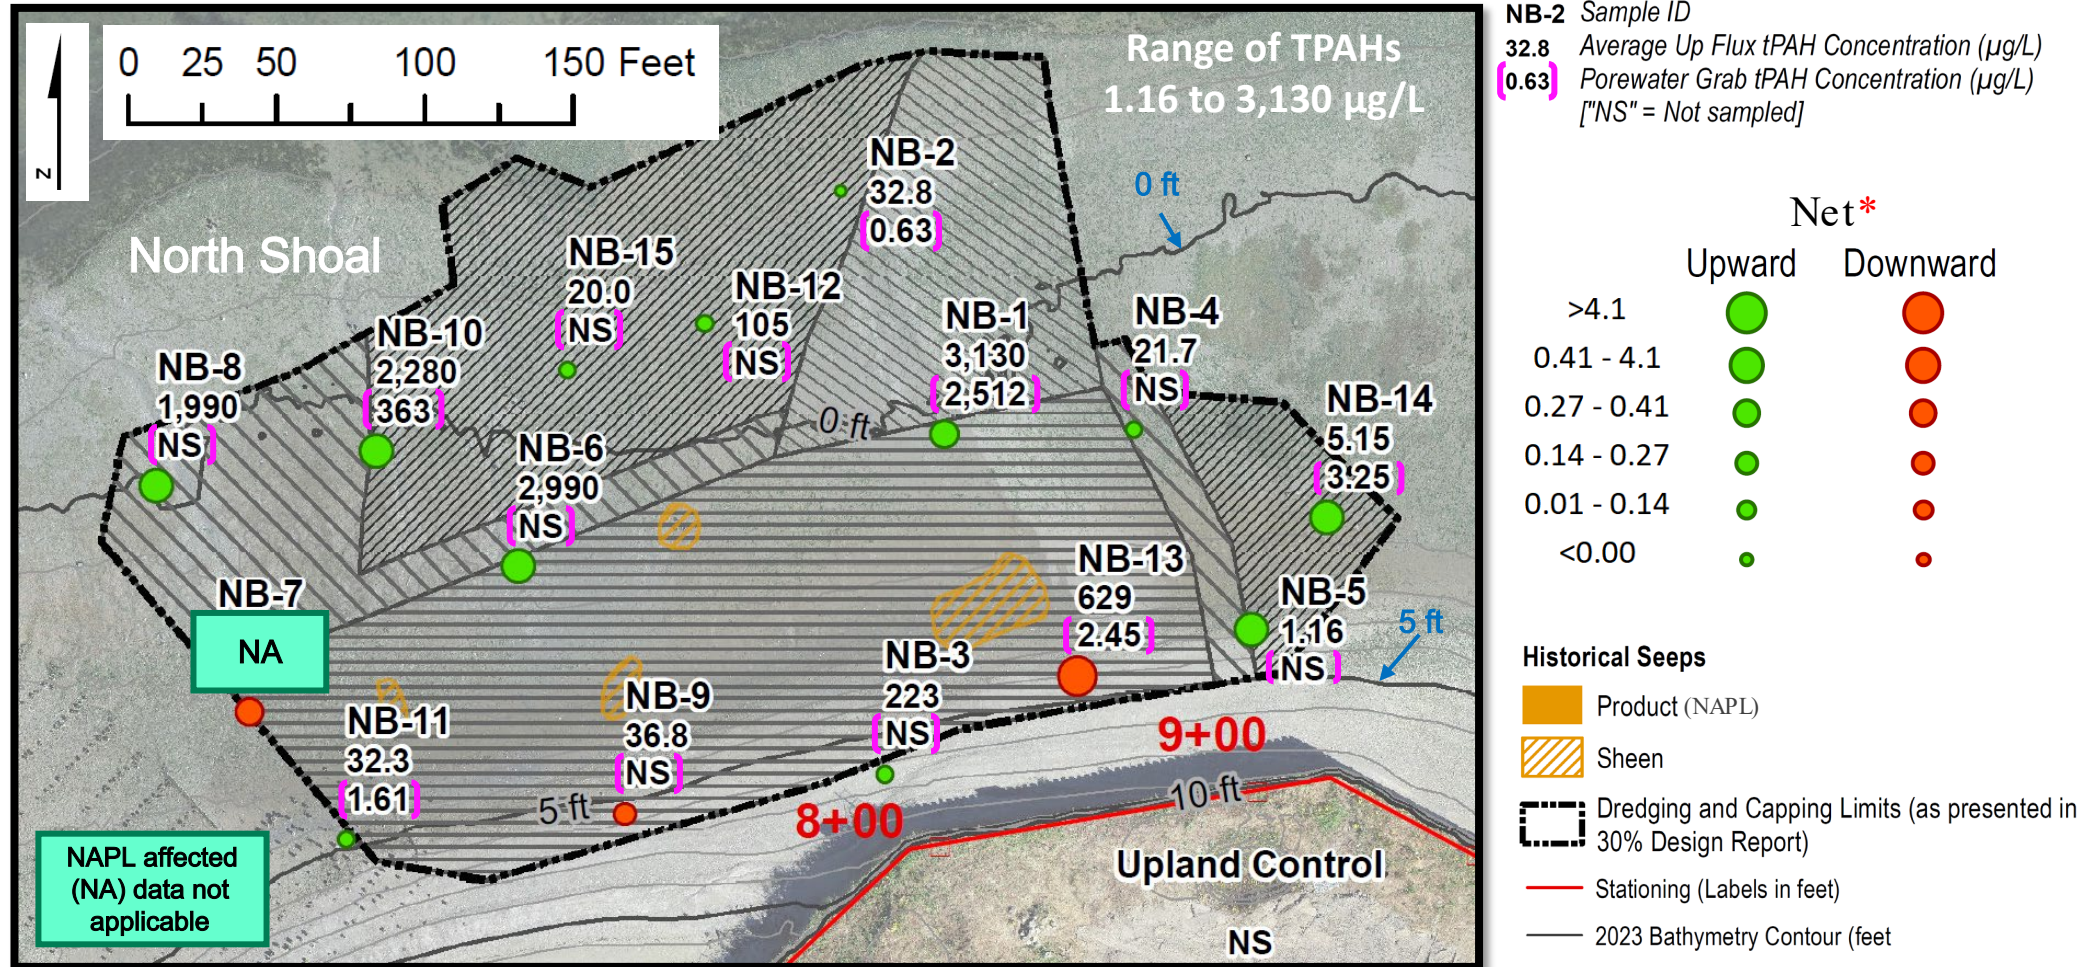 0 25 50 100 150 Feet
N
Range of TPAHs
1.16 to 3,130 µg/L
North Shoal
NB-2
32.8
0.63
0 ft
NB-15
20.0
NS
NB-12
105
NS
NB-1
3,130
2,512
NB-4
21.7
NS
NB-10
2,280
363
NB-8
1,990
NS
NB-14
5.15
3.25
0 ft
NB-6
2,990
NS
NB-13
629
2.45
NB-5
1.16
NS
5 ft
NB-7
NA
NB-3
223
NS
NB-9
36.8
NS
NB-11
32.3
1.61
5 ft
9+00
8+00
10 ft
Upland Control
NS
NAPL affected
(NA) data not
applicable
NB-2 Sample ID
32.8 Average Up Flux tPAH Concentration (µg/L)
0.63 Porewater Grab tPAH Concentration (µg/L)
["NS" = Not sampled]
Net*
Upward Downward
>4.1
0.41 - 4.1
0.27 - 0.41
0.14 - 0.27
0.01 - 0.14
<0.00
Historical Seeps
Product (NAPL)
Sheen
Dredging and Capping Limits (as presented in
30% Design Report)
Stationing (Labels in feet)
2023 Bathymetry Contour (feet